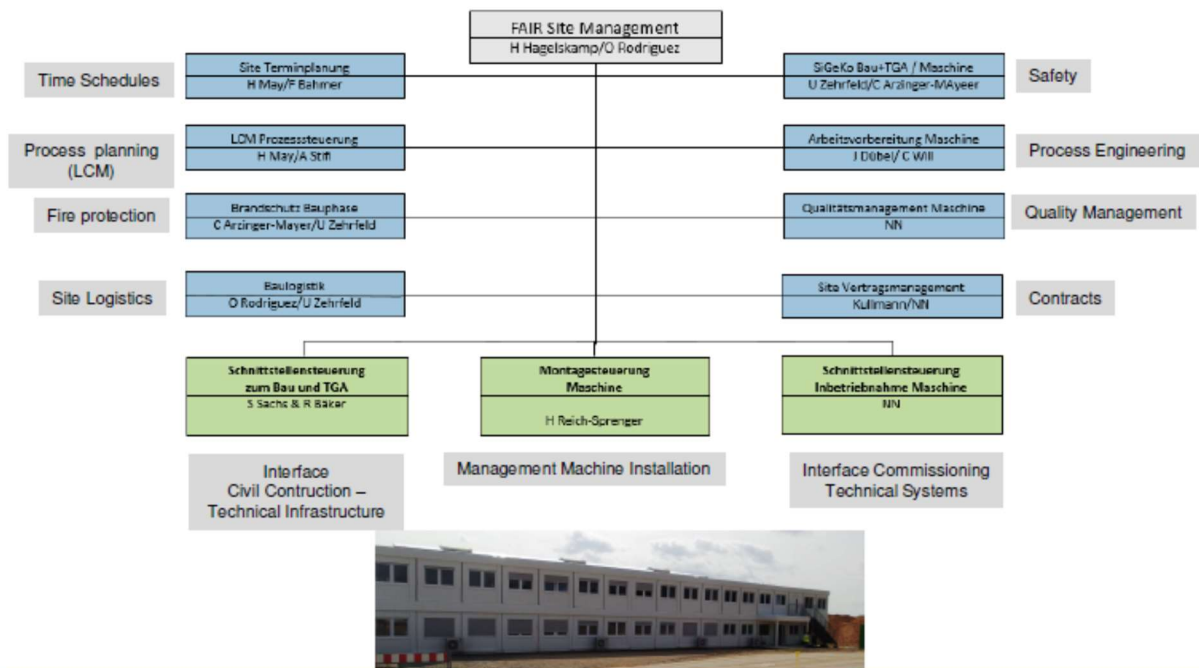 FAIR Site Management
H Hagelskamp/O Rodriguez
Time Schedules
Site Terminplanung
H May/F Bahmer
SiGeKo Bau+TGA / Maschine
U Zehrfeld/C Arzinger-MAyeer
Safety
Process planning
(LCM)
LCM Prozesssteuerung
H May/A Stifl
Arbeitsvorbereitung Maschine
J Dübel/ C Will
Process Engineering
Fire protection
Brandschutz Bauphase
C Arzinger-Mayer/U Zehrfeld
Qualitätsmanagement Maschine
NN
Quality Management
Site Logistics
Baulogistik
O Rodriguez/U Zehrfeld
Site Vertragsmanagement
Kullmann/NN
Contracts
Schnittstellensteuerung
zum Bau und TGA
S Sachs & R Bäker
Montagesteuerung
Maschine
H Reich-Sprenger
Schnittstellensteuerung
Inbetriebnahme Maschine
NN
Interface
Civil Contruction –
Technical Infrastructure
Management Machine Installation
Interface Commissioning
Technical Systems